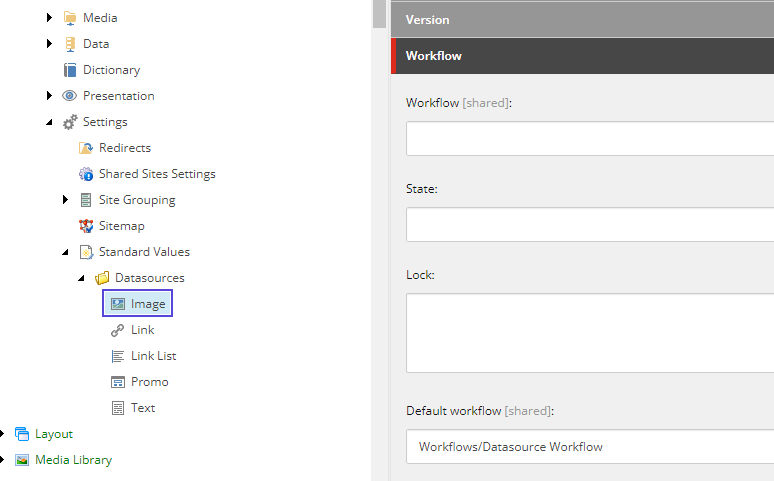 Media
Data
Dictionary
Presentation
Settings
Redirects
Shared Sites Settings
Site Grouping
Sitemap
Standard Values
Datasources
Image
Link
Link List
Promo
Text
Layout
Media Library
Version
Workflow
Workflow [shared]:
State:
Lock:
Default workflow [shared]:
Workflows/Datasource Workflow